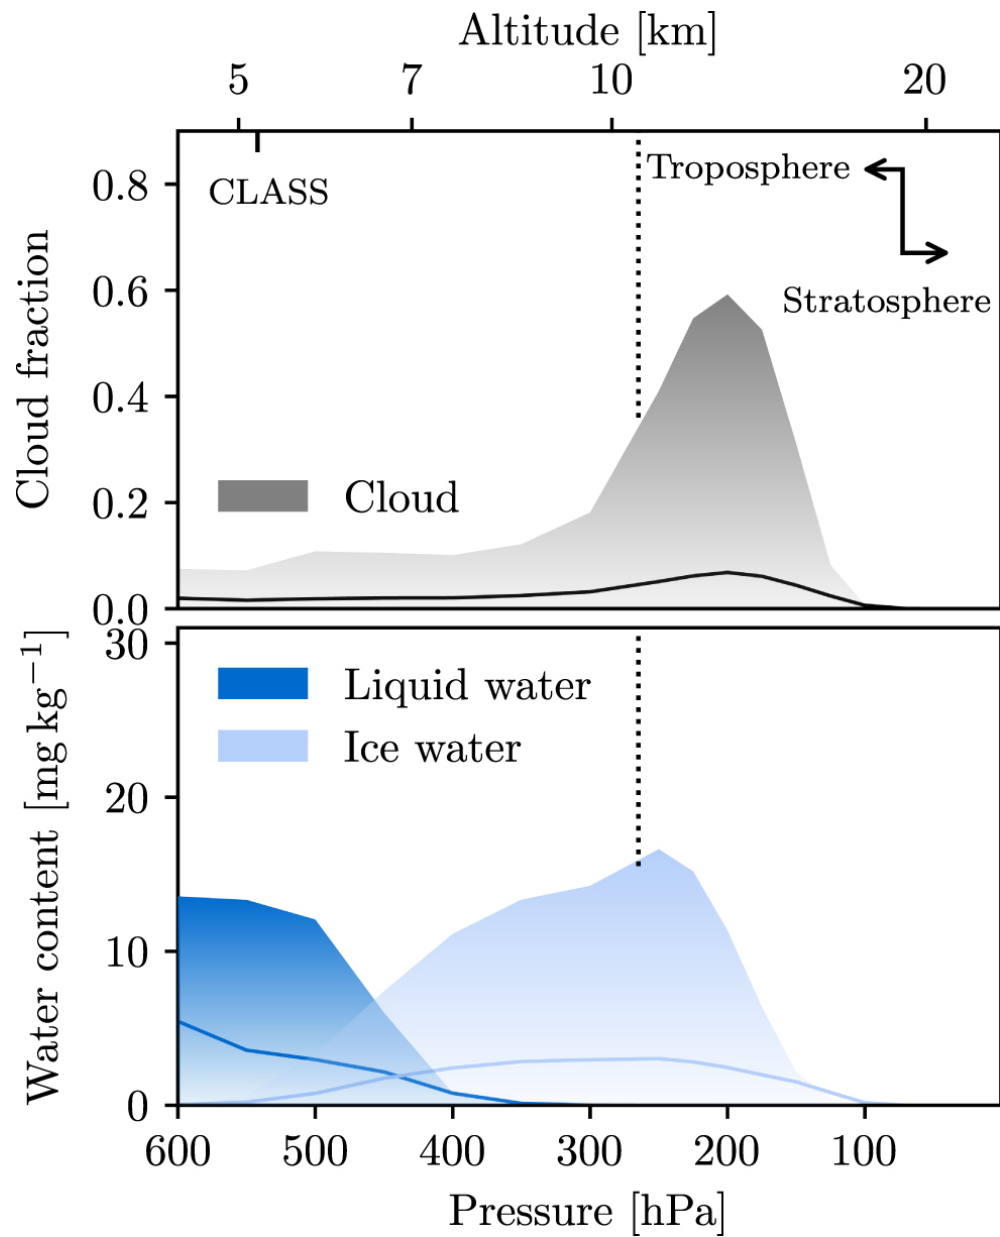 Altitude [km]
5 7 10 20
CLASS
Troposphere
Stratosphere
Cloud fraction
0.8
0.6
0.4
0.2
0.0
Cloud
Water content [mg kg⁻¹]
30
20
10
0
Liquid water
Ice water
600 500 400 300 200 100
Pressure [hPa]